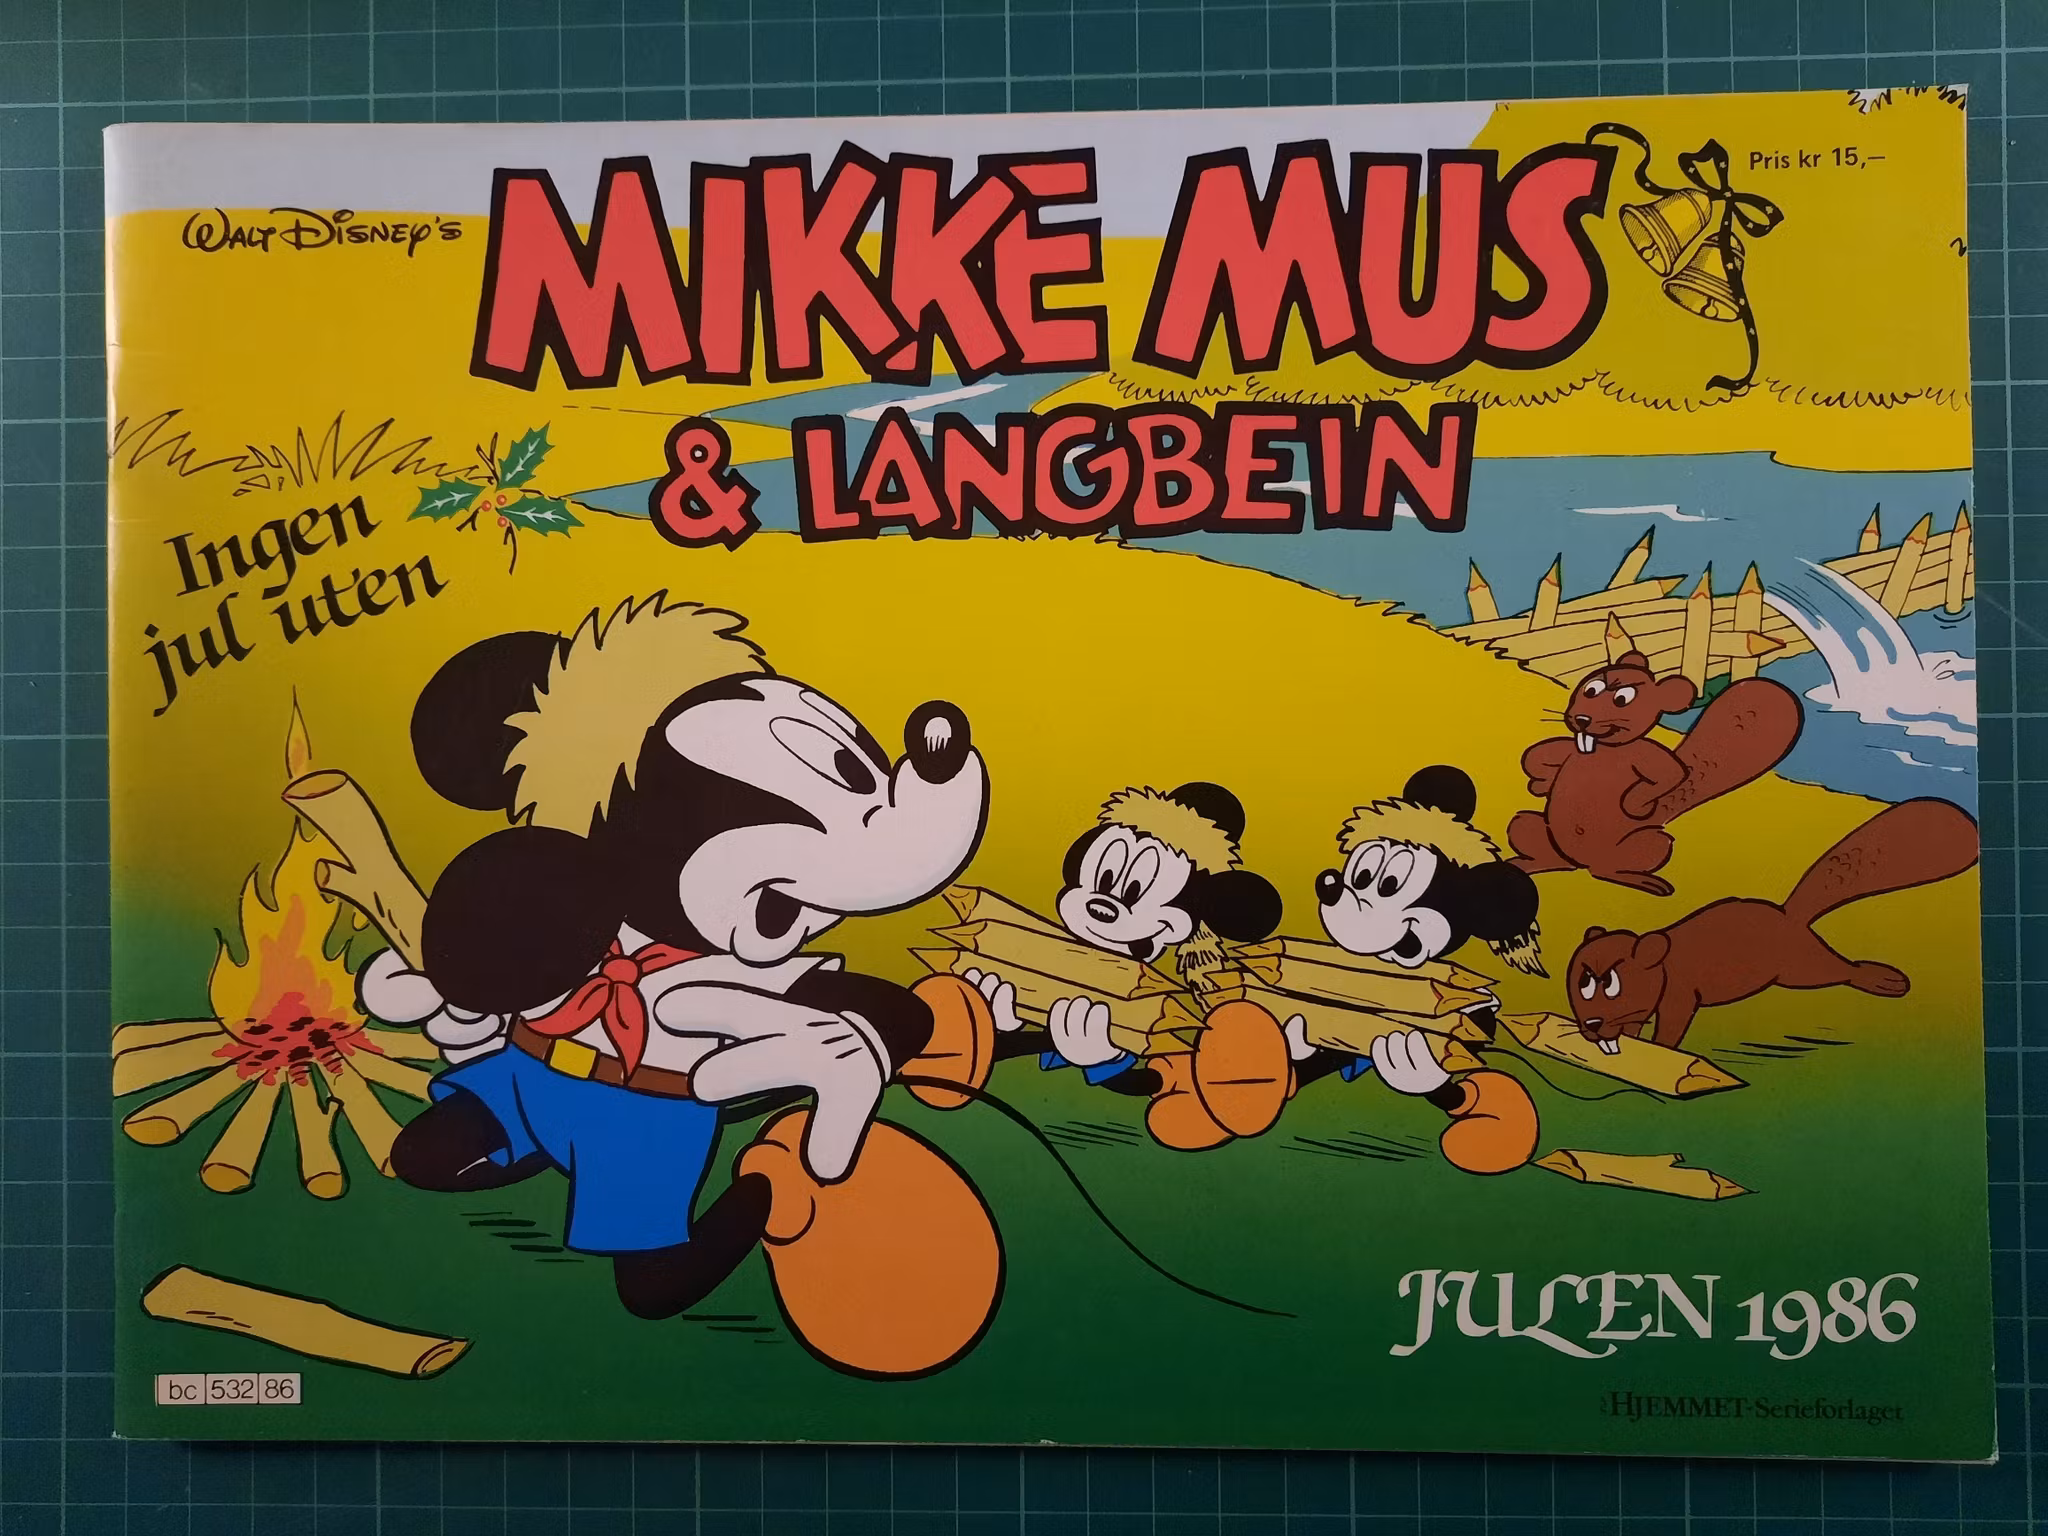 WALT DISNEY'S
MIKKE MUS
& LANGBEIN
Pris kr 15,—
Ingen
jul uten
JULEN 1986
HJEMMET-Serieforlaget
bc 532 86